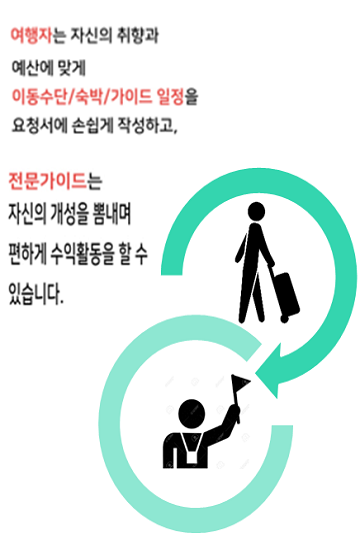 여행자는 자신의 취향과
예산에 맞게
이동수단/숙박/가이드 일정을
요청서에 손쉽게 작성하고,
전문가이드는
자신의 개성을 뽐내며
편하게 수익활동을 할 수
있습니다.